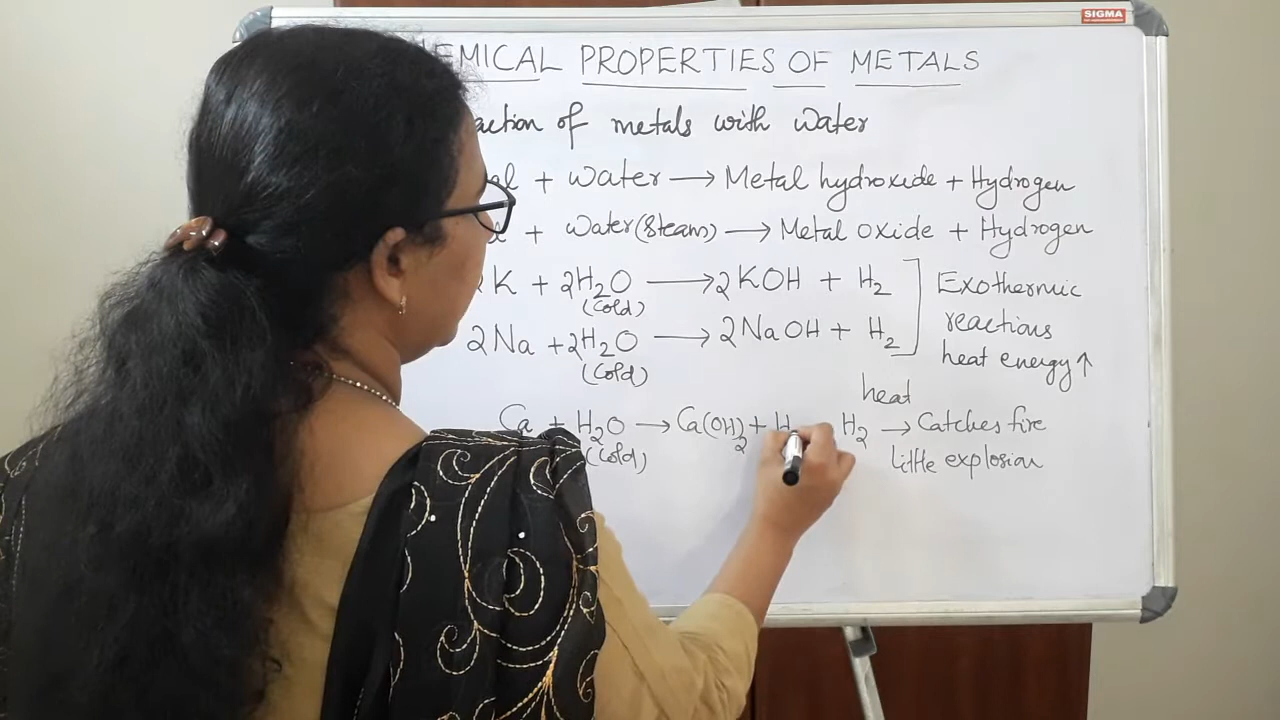 SIGMA
EMICAL PROPERTIES OF METALS
action of metals with water
al + water → Metal hydroxide + Hydrogen
+ water (steam) → Metal oxide + Hydrogen
2K + 2H₂O → 2KOH + H₂
(cold)
2Na + 2H₂O → 2NaOH + H₂
(cold)
Exothermic
reactions
heat energy ↑
heat
Ca + H₂O → Ca(OH)₂ + H
(cold)
H₂ → Catches fire
little explosion